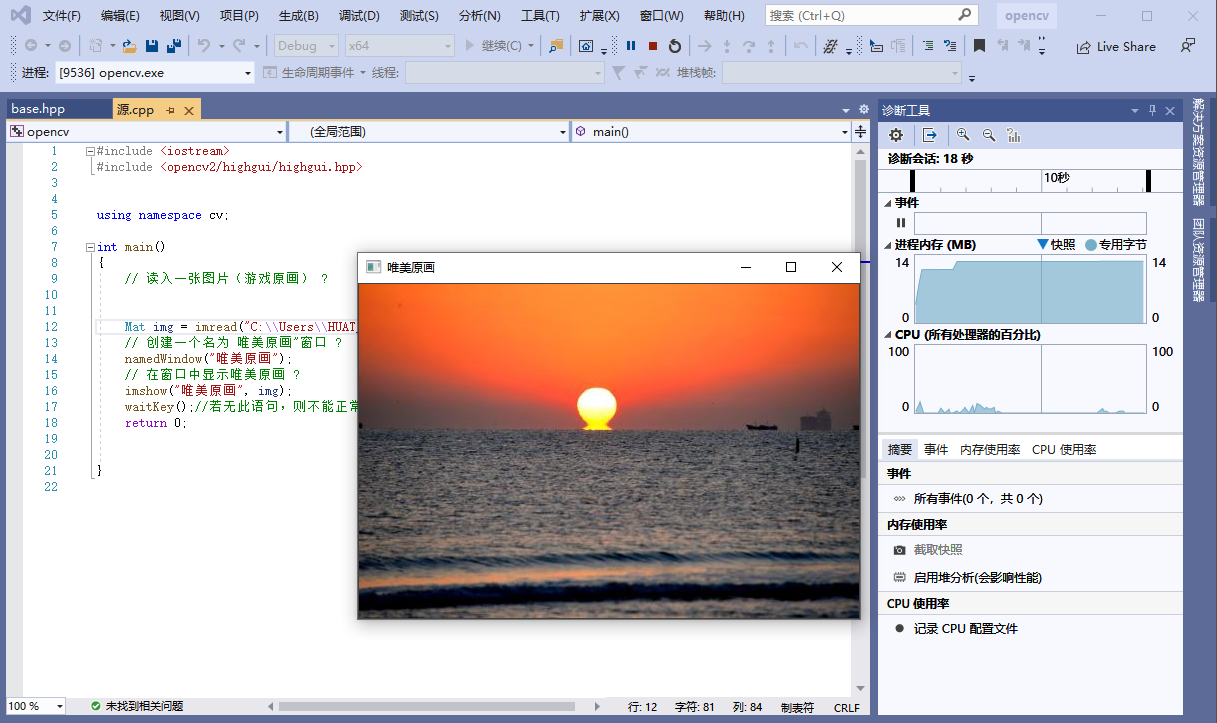 文件(F) 编辑(E) 视图(V) 项目(P) 生成(B) 调试(D) 测试(S) 分析(N) 工具(T) 扩展(X) 窗口(W) 帮助(H) 搜索 (Ctrl+Q) opencv
Debug x64 继续(C) Live Share
进程: [9536] opencv.exe 生命周期事件 线程: 堆栈帧:
base.hpp 源.cpp
opencv (全局范围) main()
1 #include <iostream>
2 #include <opencv2/highgui/highgui.hpp>
3
4
5 using namespace cv;
6
7 int main()
8 {
9 // 读入一张图片（游戏原画） ?
10
11
12 Mat img = imread("C:\\Users\\HUAT
13 // 创建一个名为 唯美原画"窗口 ?
14 namedWindow("唯美原画");
15 // 在窗口中显示唯美原画 ?
16 imshow("唯美原画", img);
17 waitKey();//若无此语句，则不能正常
18 return 0;
19
20
21 }
22
唯美原画
100 % 未找到相关问题 行: 12 字符: 81 列: 84 制表符 CRLF
诊断工具
诊断会话: 18 秒
10秒
事件
进程内存 (MB) 快照 专用字节
14 14
0 0
CPU (所有处理器的百分比)
100 100
0 0
摘要 事件 内存使用率 CPU 使用率
事件
所有事件(0 个，共 0 个)
内存使用率
截取快照
启用堆分析(会影响性能)
CPU 使用率
记录 CPU 配置文件
解决方案资源管理器
团队资源管理器